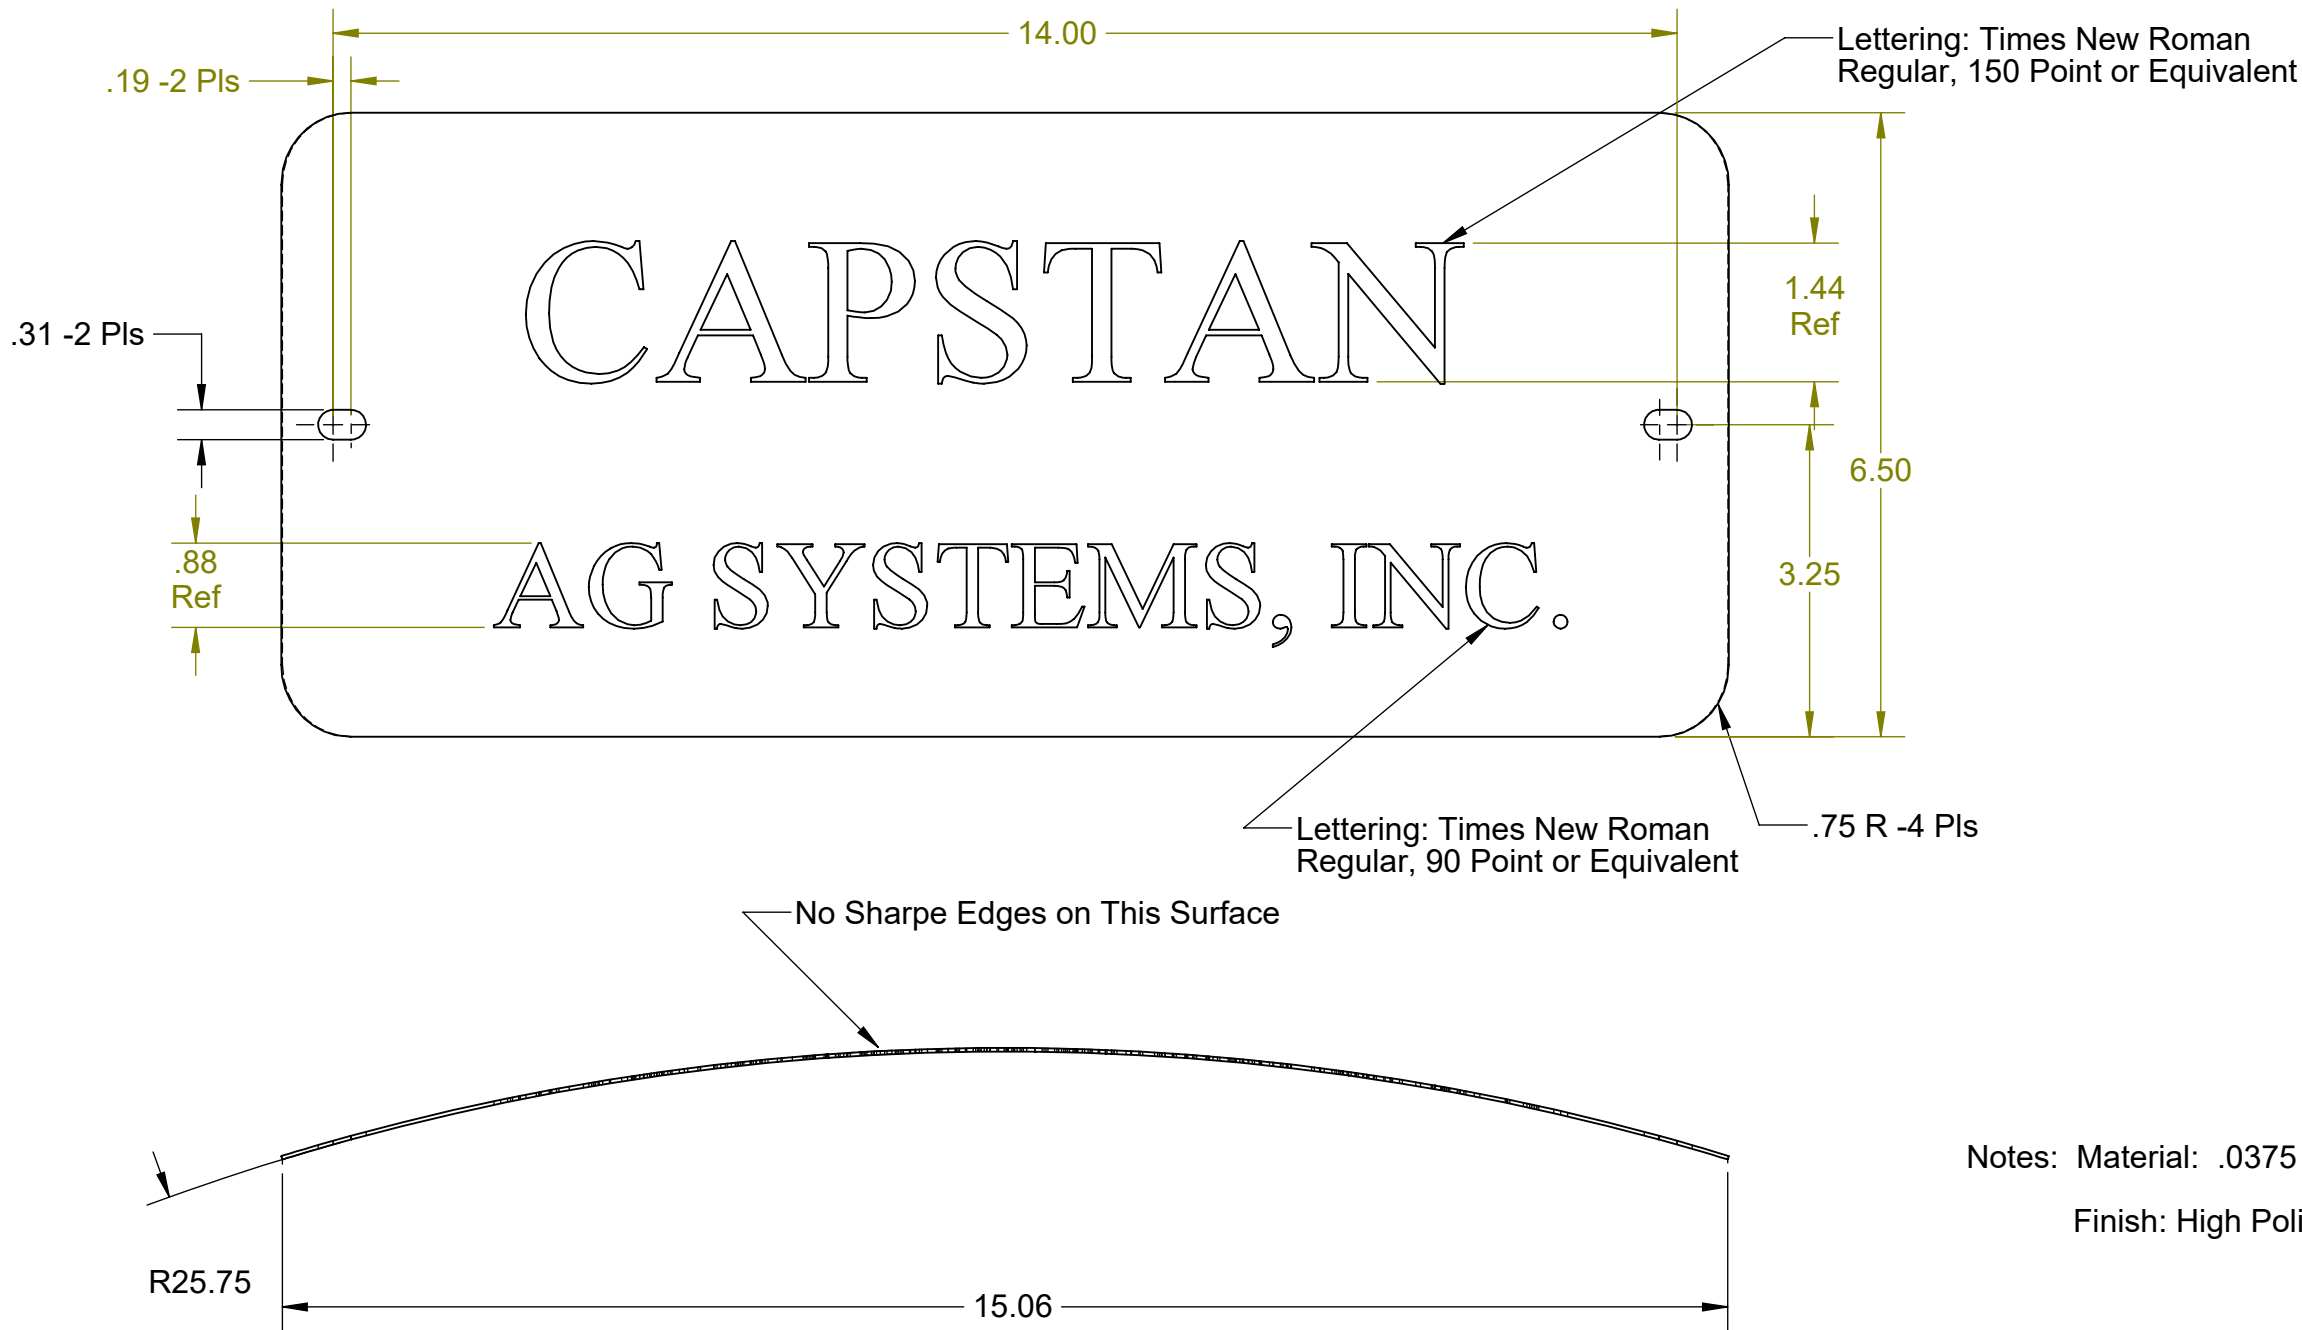 14.00
Lettering: Times New Roman
Regular, 150 Point or Equivalent
.19 -2 Pls
CAPSTAN
1.44
Ref
.31 -2 Pls
6.50
.88
Ref
AG SYSTEMS, INC.
3.25
Lettering: Times New Roman
Regular, 90 Point or Equivalent
.75 R -4 Pls
No Sharpe Edges on This Surface
Notes: Material: .0375
Finish: High Poli
R25.75
15.06